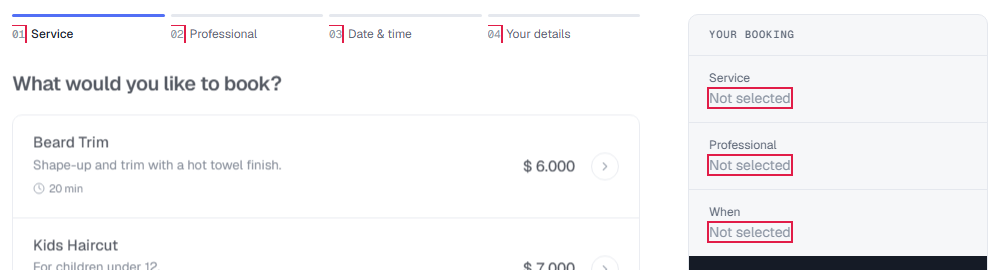 01 Service
02 Professional
03 Date & time
04 Your details
What would you like to book?
Beard Trim
Shape-up and trim with a hot towel finish.
20 min
$ 6.000
Kids Haircut
For children under 12
$ 7.000
YOUR BOOKING
Service
Not selected
Professional
Not selected
When
Not selected